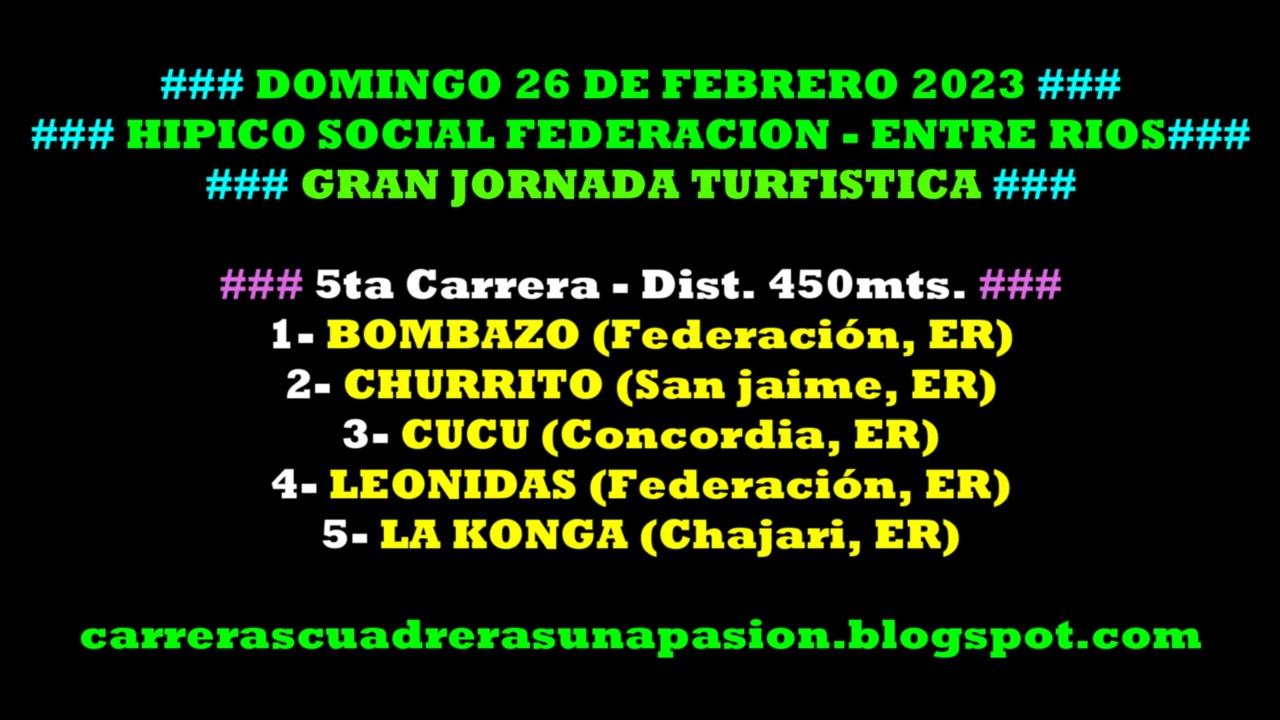 ### DOMINGO 26 DE FEBRERO 2023 ###
### HIPICO SOCIAL FEDERACION - ENTRE RIOS###
### GRAN JORNADA TURFISTICA ###
### 5ta Carrera - Dist. 450mts. ###
1- BOMBAZO (Federación, ER)
2- CHURRITO (San jaime, ER)
3- CUCU (Concordia, ER)
4- LEONIDAS (Federación, ER)
5- LA KONGA (Chajari, ER)
carrerascuadrerasunapasion.blogspot.com